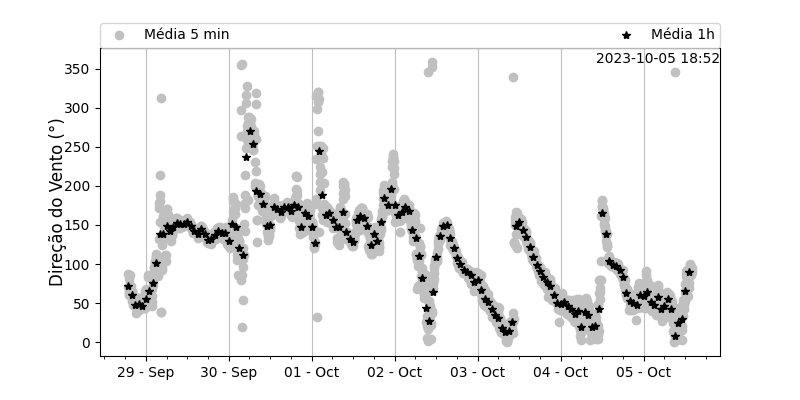 Média 5 min
Média 1h
2023-10-05 18:52
Direção do Vento (°)
350
300
250
200
150
100
50
0
29 - Sep
30 - Sep
01 - Oct
02 - Oct
03 - Oct
04 - Oct
05 - Oct